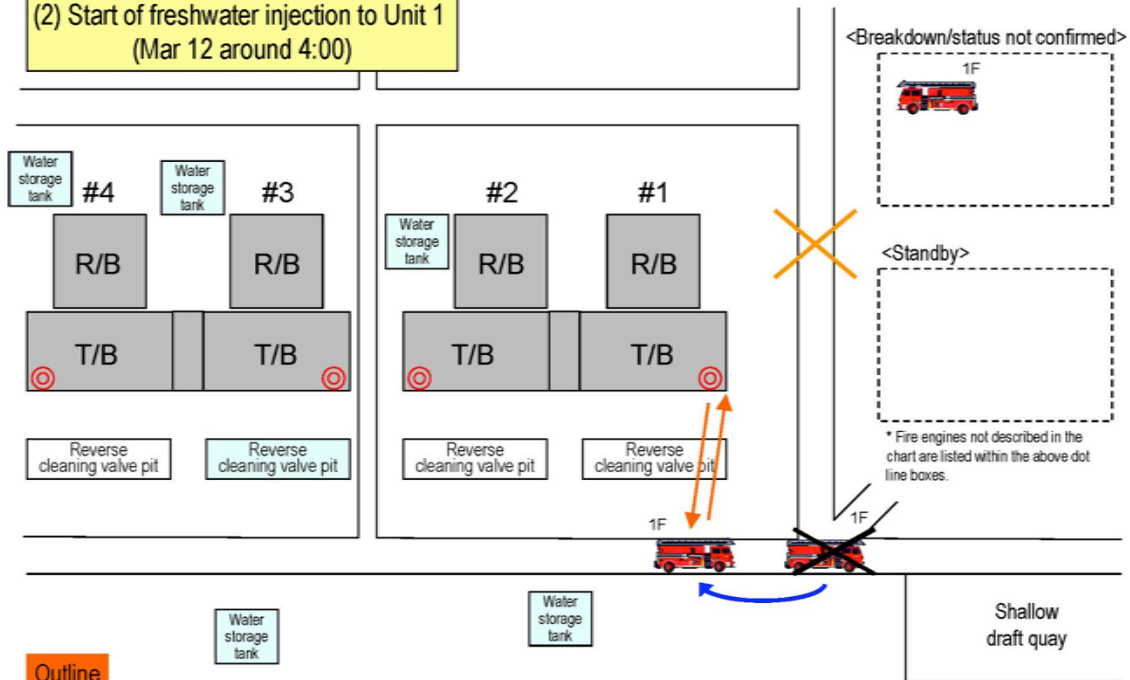 (2) Start of freshwater injection to Unit 1
(Mar 12 around 4:00)
<Breakdown/status not confirmed>
1F
Water
storage
tank
#4
Water
storage
tank
#3
#2
#1
Water
storage
tank
R/B
R/B
R/B
R/B
<Standby>
T/B
T/B
T/B
T/B
Reverse
cleaning valve pit
Reverse
cleaning valve pit
Reverse
cleaning valve pit
Reverse
cleaning valve pit
* Fire engines not described in the
chart are listed within the above dot
line boxes.
1F
1F
Water
storage
tank
Water
storage
tank
Shallow
draft quay
Outline